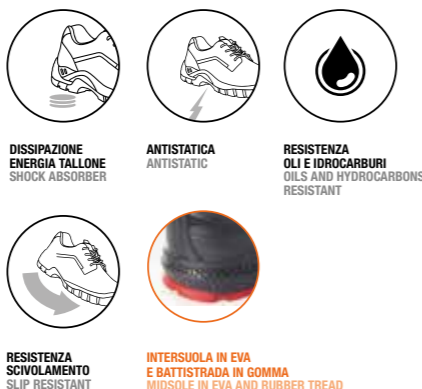 DISSIPAZIONE
ENERGIA TALLONE
SHOCK ABSORBER
ANTISTATICA
ANTISTATIC
RESISTENZA
OLI E IDROCARBURI
OILS AND HYDROCARBONS
RESISTANT
RESISTENZA
SCIVOLAMENTO
SLIP RESISTANT
INTERSUOLA IN EVA
E BATTISTRADA IN GOMMA
MIDSOLE IN EVA AND RUBBER TREAD